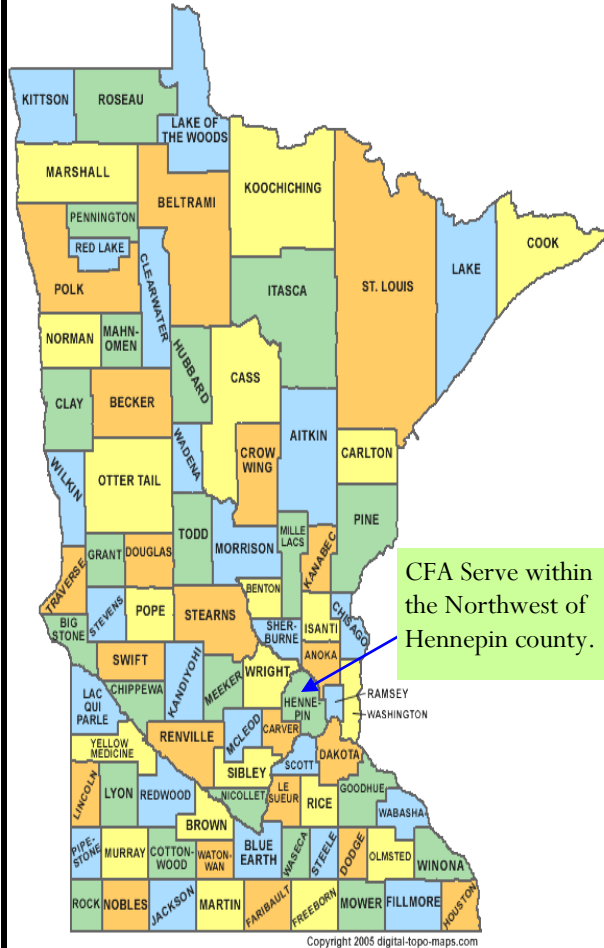 KITTSON
ROSEAU
LAKE OF
THE WOODS
MARSHALL
BELTRAMI
KOOCHICHING
PENNINGTON
RED LAKE
CLEARWATER
POLK
ITASCA
ST. LOUIS
LAKE
COOK
NORMAN
MAHN-
OMEN
HUBBARD
CASS
CLAY
BECKER
AITKIN
WADENA
CROW
WING
CARLTON
WILKIN
OTTER TAIL
PINE
TODD
MILLE
LACS
KANABEC
MORRISON
GRANT
DOUGLAS
TRAVERSE
CFA Serve within
the Northwest of
Hennepin county.
BENTON
STEVENS
POPE
STEARNS
BIG
STONE
SHER-
BURNE
ISANTI
CHISAGO
SWIFT
ANOKA
KANDIYOHI
MEEKER
WRIGHT
LAC
QUI
PARLE
CHIPPEWA
HENNE-
PIN
RAMSEY
WASHINGTON
RENVILLE
MCLEOD
CARVER
YELLOW
MEDICINE
SCOTT
DAKOTA
SIBLEY
LINCOLN
LYON
REDWOOD
NICOLLET
LE
SUEUR
RICE
GOODHUE
WABASHA
BROWN
PIPE-
STONE
MURRAY
COTTON-
WOOD
WATON-
WAN
BLUE
EARTH
WASECA
STEELE
DODGE
OLMSTED
WINONA
ROCK
NOBLES
JACKSON
MARTIN
FARIBAULT
FREEBORN
MOWER
FILLMORE
HOUSTON
Copyright 2005 digital-topo-maps.com